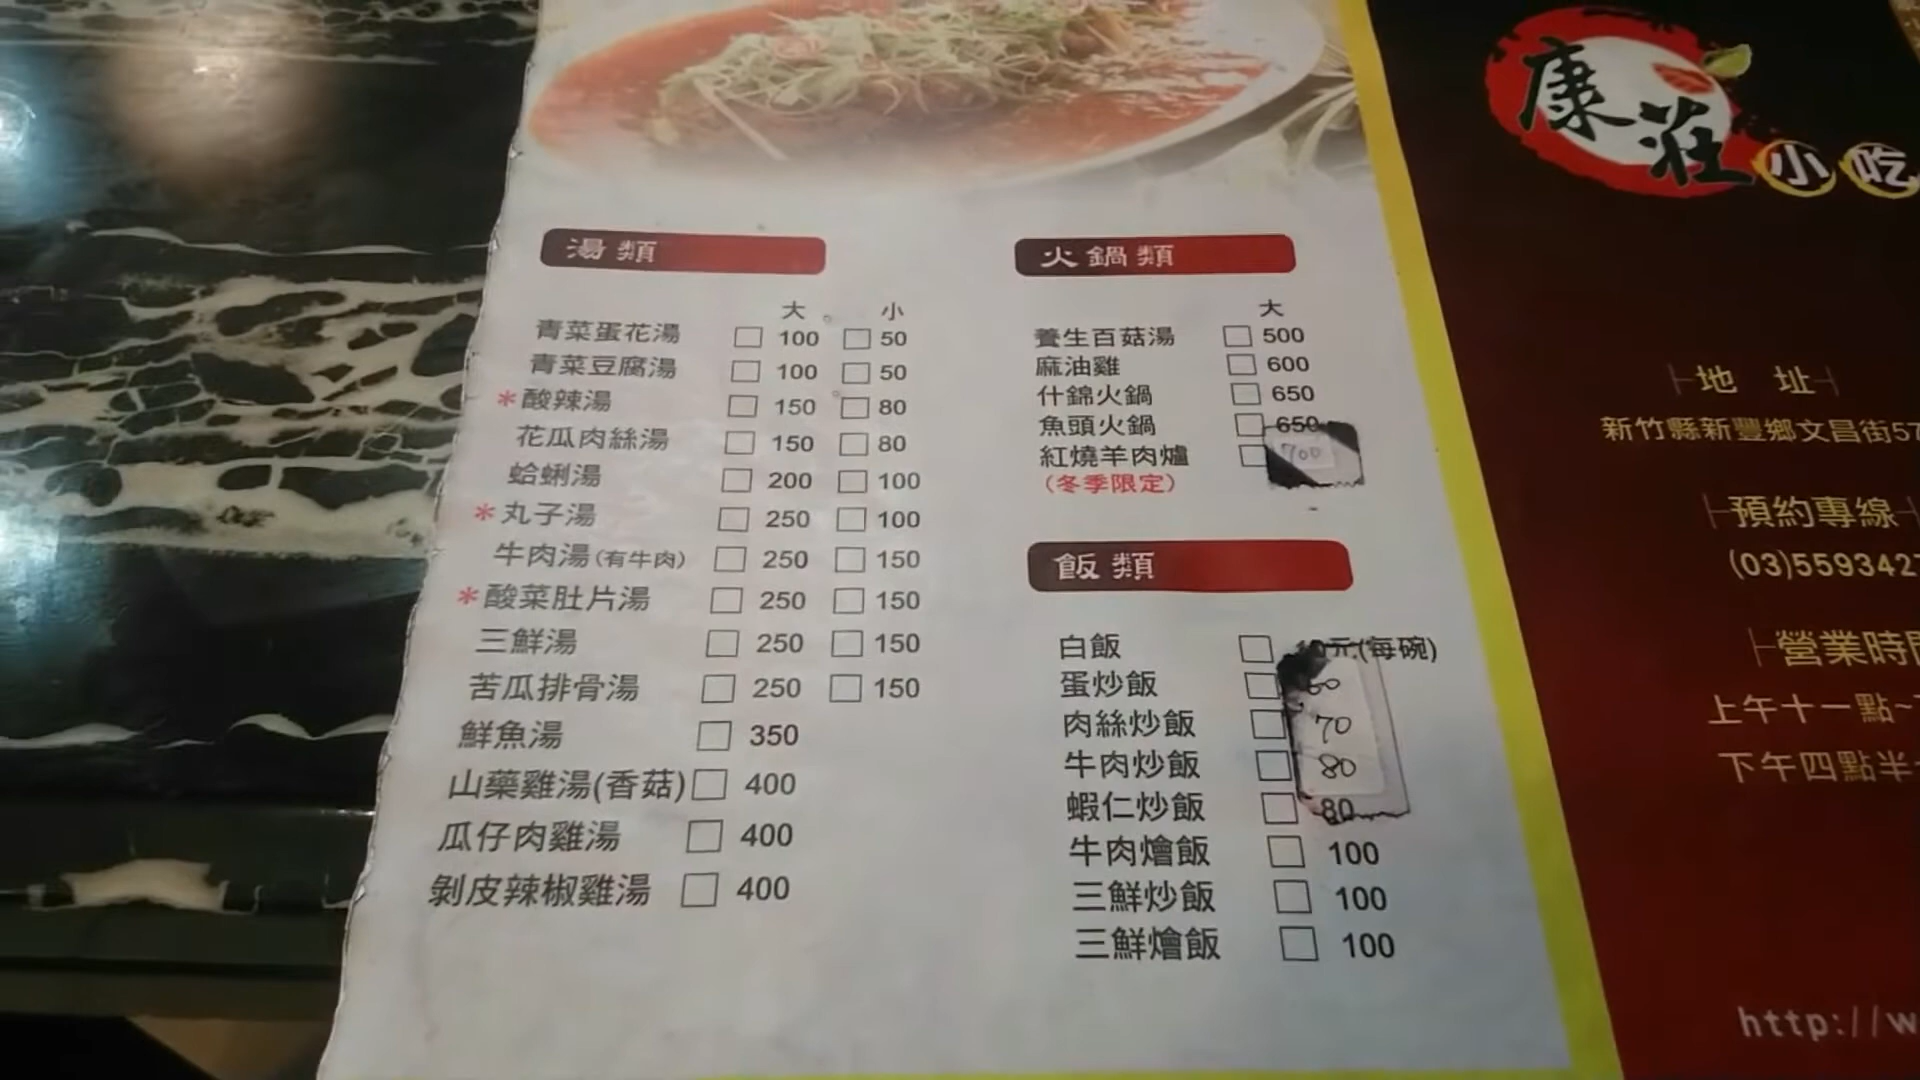 湯類
大 小
青菜蛋花湯 □ 100 □ 50
青菜豆腐湯 □ 100 □ 50
*酸辣湯 □ 150 □ 80
花瓜肉絲湯 □ 150 □ 80
蛤蜊湯 □ 200 □ 100
*丸子湯 □ 250 □ 100
牛肉湯(有牛肉) □ 250 □ 150
*酸菜肚片湯 □ 250 □ 150
三鮮湯 □ 250 □ 150
苦瓜排骨湯 □ 250 □ 150
鮮魚湯 □ 350
山藥雞湯(香菇) □ 400
瓜仔肉雞湯 □ 400
剝皮辣椒雞湯 □ 400
火鍋類
大
養生百菇湯 □ 500
麻油雞 □ 600
什錦火鍋 □ 650
魚頭火鍋 □ 650
紅燒羊肉爐 □ 700
(冬季限定)
飯類
白飯 □ 10元(每碗)
蛋炒飯 □ 60
肉絲炒飯 □ 70
牛肉炒飯 □ 80
蝦仁炒飯 □ 80
牛肉燴飯 □ 100
三鮮炒飯 □ 100
三鮮燴飯 □ 100
康莊小吃
地 址
新竹縣新豐鄉文昌街57
預約專線
(03)559342
營業時間
上午十一點~
下午四點半
http://w